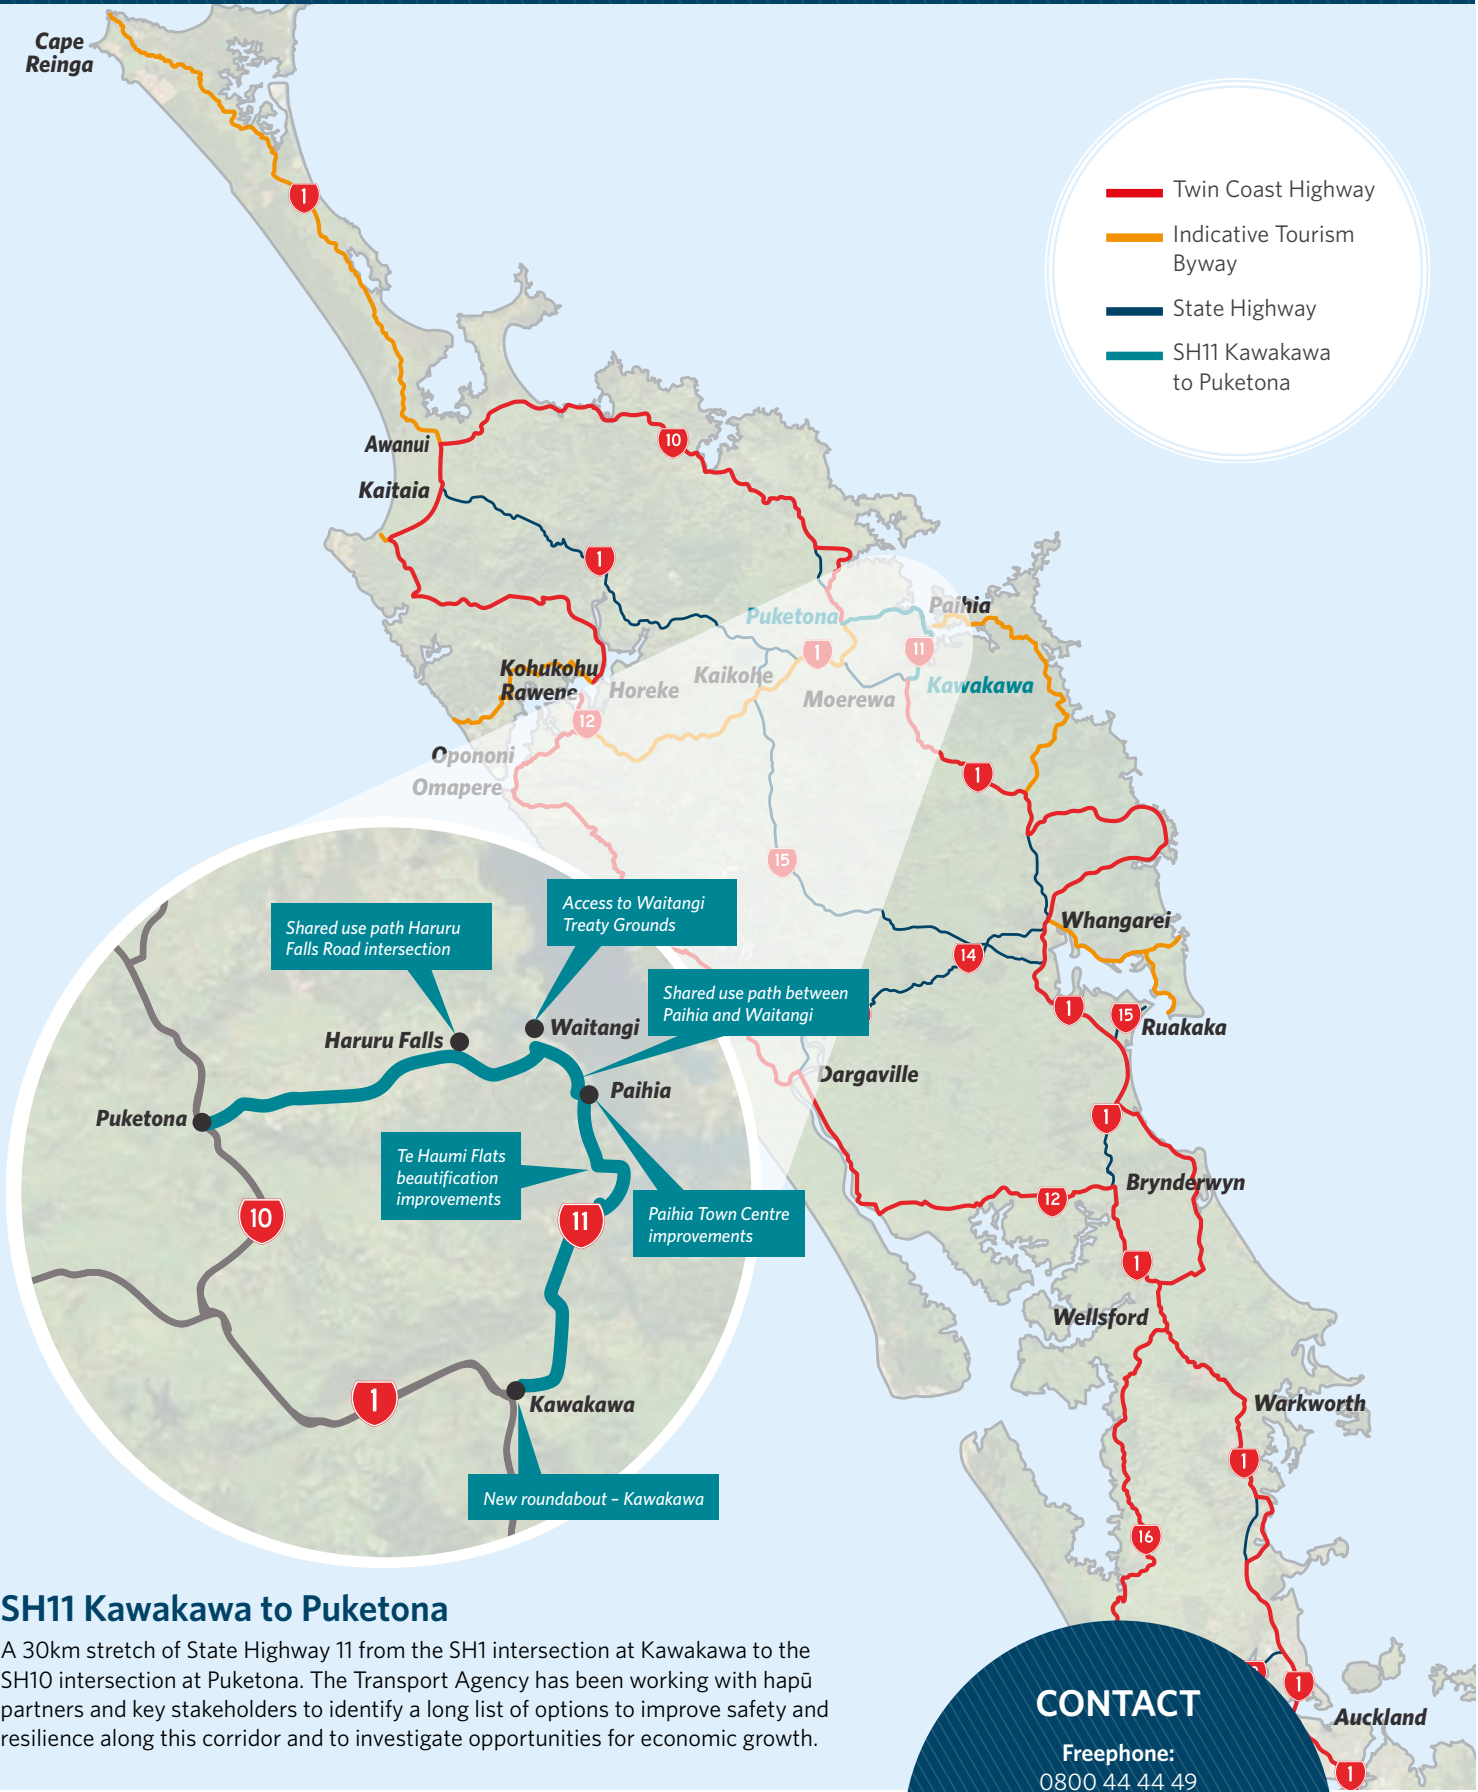 Cape
Reinga
1
Twin Coast Highway
Indicative Tourism
Byway
State Highway
SH11 Kawakawa
to Puketona
Awanui
10
Kaitaia
1
Puketona
Paihia
1
11
Kohukohu
Rawene
Horeke
Kaikohe
Moerewa
Kawakawa
12
Opononi
Omapere
1
15
Whangarei
14
1
15
Ruakaka
Dargaville
1
Brynderwyn
12
1
Wellsford
Warkworth
1
16
1
Auckland
1
Shared use path Haruru
Falls Road intersection
Access to Waitangi
Treaty Grounds
Shared use path between
Paihia and Waitangi
Haruru Falls
Waitangi
Paihia
Puketona
Te Haumi Flats
beautification
improvements
Paihia Town Centre
improvements
10
11
1
Kawakawa
New roundabout – Kawakawa
SH11 Kawakawa to Puketona
A 30km stretch of State Highway 11 from the SH1 intersection at Kawakawa to the
SH10 intersection at Puketona. The Transport Agency has been working with hapū
partners and key stakeholders to identify a long list of options to improve safety and
resilience along this corridor and to investigate opportunities for economic growth.
CONTACT
Freephone:
0800 44 44 49